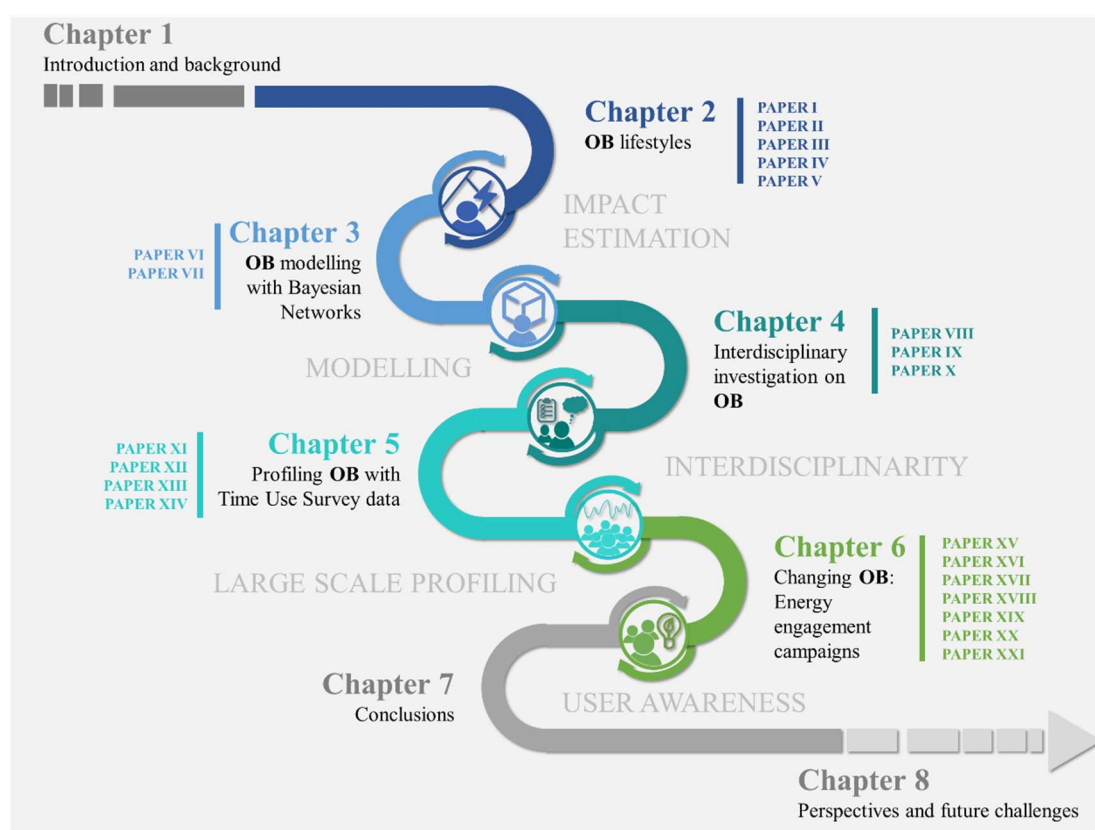 Chapter 1
Introduction and background
Chapter 2
OB lifestyles
PAPER I
PAPER II
PAPER III
PAPER IV
PAPER V
IMPACT
ESTIMATION
Chapter 3
OB modelling
with Bayesian
Networks
PAPER VI
PAPER VII
MODELLING
Chapter 4
Interdisciplinary
investigation on
OB
PAPER VIII
PAPER IX
PAPER X
INTERDISCIPLINARITY
Chapter 5
Profiling OB with
Time Use Survey data
PAPER XI
PAPER XII
PAPER XIII
PAPER XIV
LARGE SCALE PROFILING
Chapter 6
Changing OB:
Energy
engagement
campaigns
PAPER XV
PAPER XVI
PAPER XVII
PAPER XVIII
PAPER XIX
PAPER XX
PAPER XXI
USER AWARENESS
Chapter 7
Conclusions
Chapter 8
Perspectives and future challenges